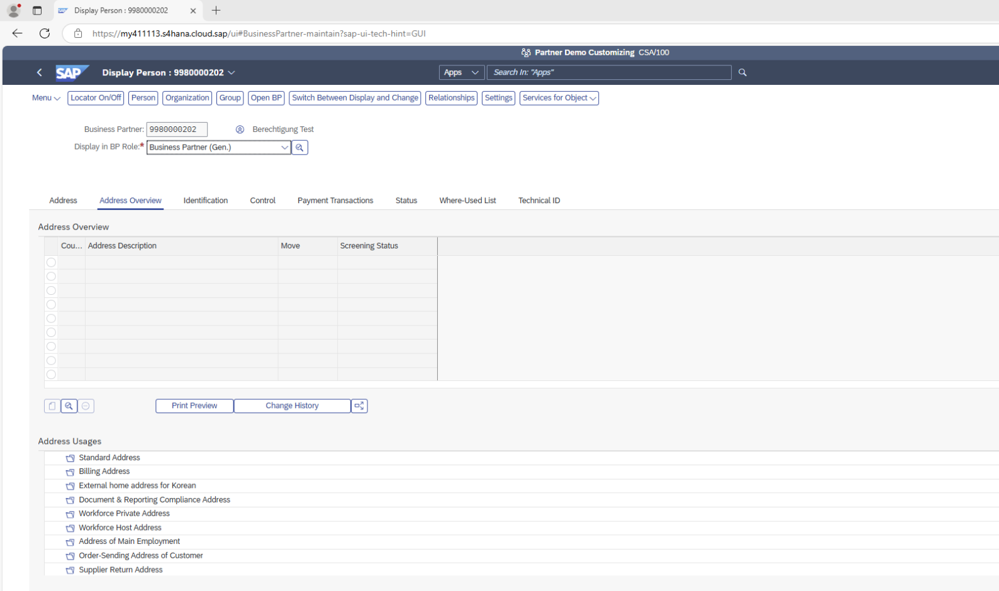 Display Person : 9980000202
https://my411113.s4hana.cloud.sap/ui#BusinessPartner-maintain?sap-ui-tech-hint=GUI
Partner Demo Customizing CSA/100
SAP Display Person : 9980000202 Apps Search In: "Apps"
Menu Locator On/Off Person Organization Group Open BP Switch Between Display and Change Relationships Settings Services for Object
Business Partner: 9980000202 Berechtigung Test
Display in BP Role:* Business Partner (Gen.)
Address Address Overview Identification Control Payment Transactions Status Where-Used List Technical ID
Address Overview
Cou... Address Description Move Screening Status
Print Preview Change History
Address Usages
Standard Address
Billing Address
External home address for Korean
Document & Reporting Compliance Address
Workforce Private Address
Workforce Host Address
Address of Main Employment
Order-Sending Address of Customer
Supplier Return Address